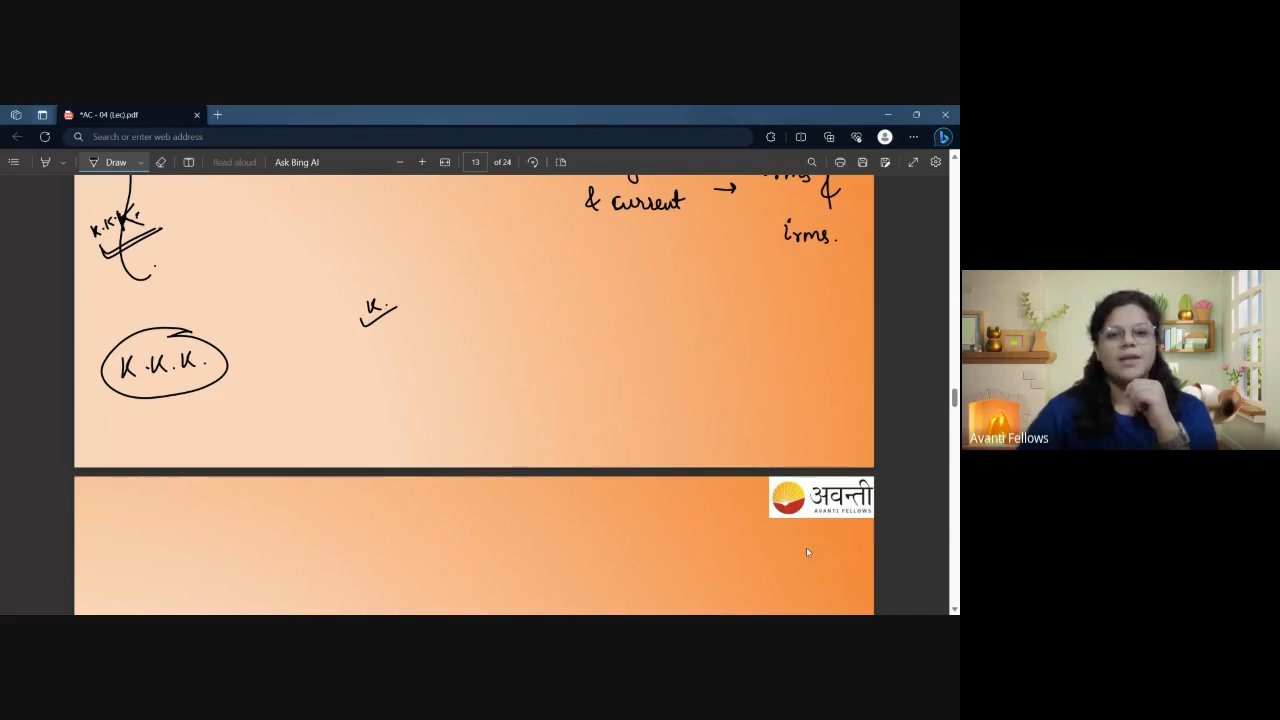 *AC - 04 (Lec).pdf
Search or enter web address
Draw
Read aloud
Ask Bing AI
13
of 24
& current →
irms.
K.K.K.
K.
K.K.K.
अवन्ती
AVANTI FELLOWS
Avanti Fellows